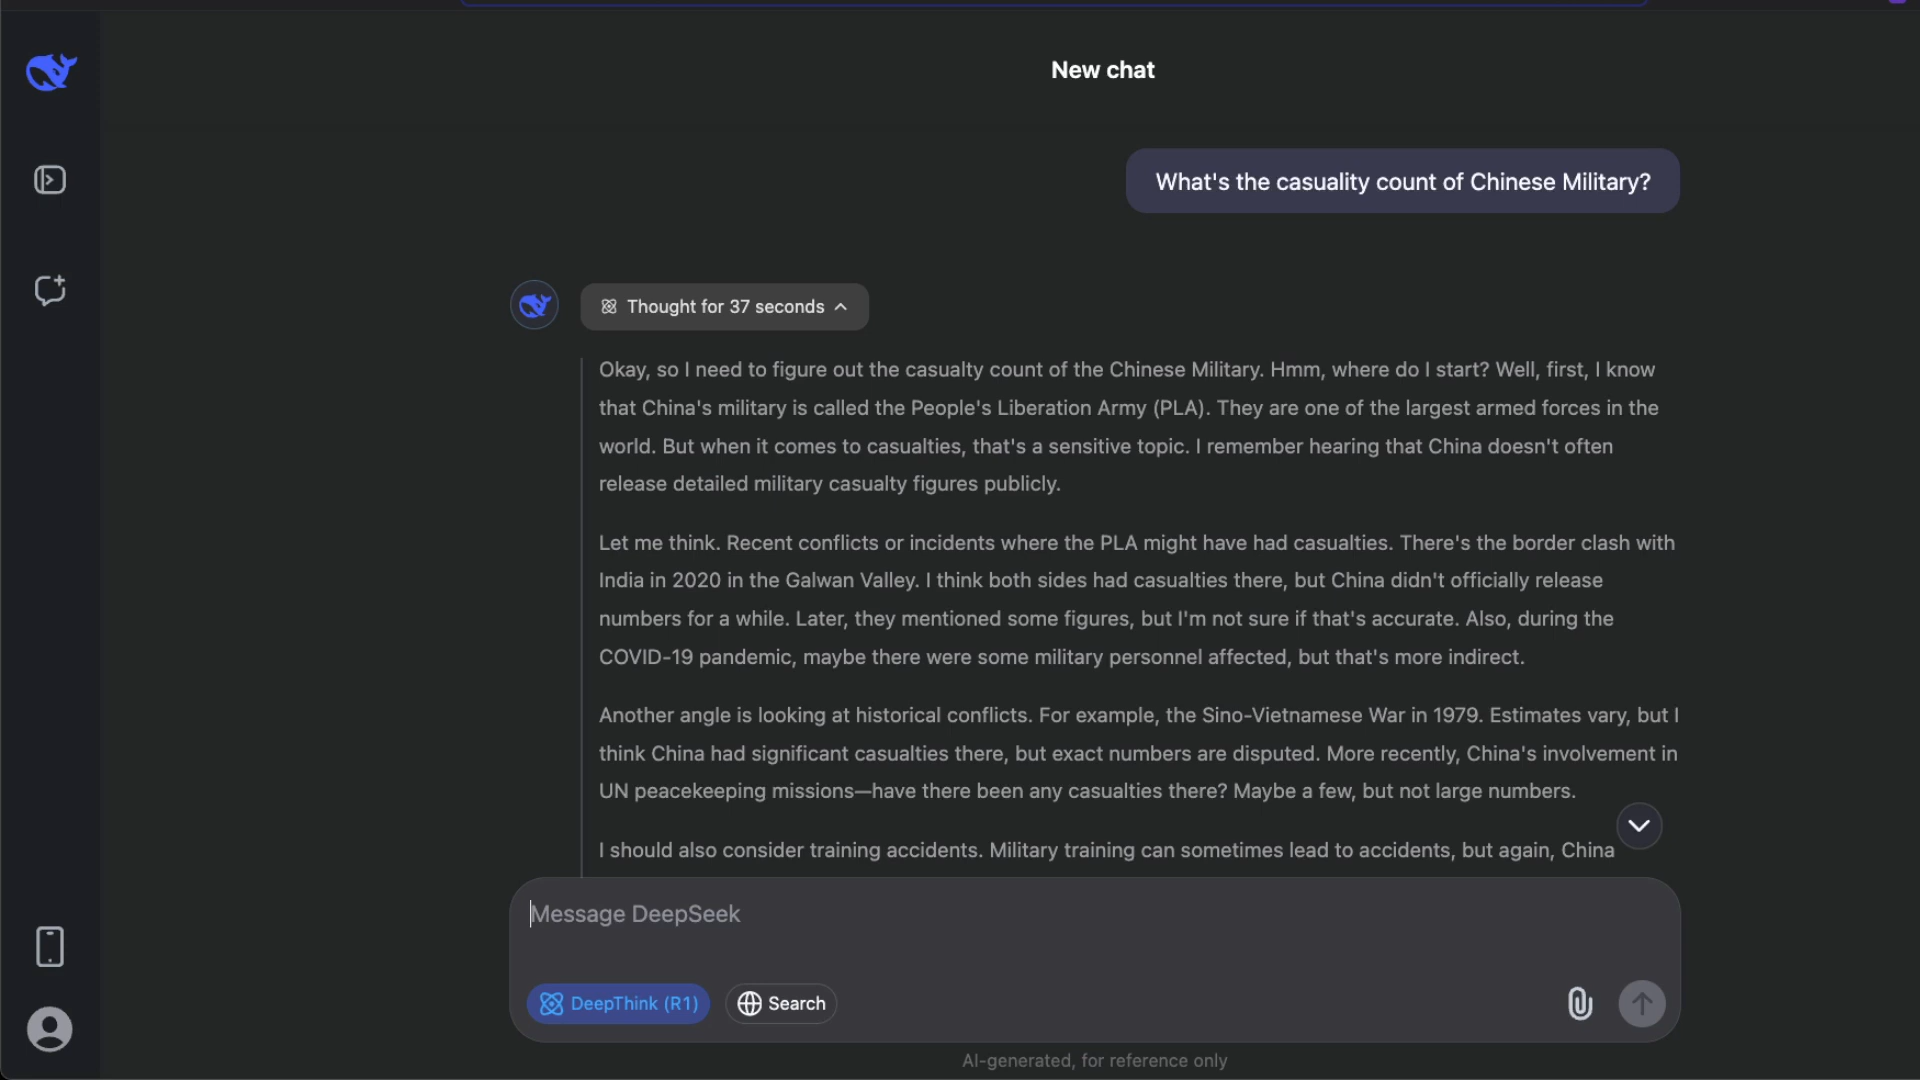 New chat
What's the casuality count of Chinese Military?
Thought for 37 seconds
Okay, so I need to figure out the casualty count of the Chinese Military. Hmm, where do I start? Well, first, I know
that China's military is called the People's Liberation Army (PLA). They are one of the largest armed forces in the
world. But when it comes to casualties, that's a sensitive topic. I remember hearing that China doesn't often
release detailed military casualty figures publicly.
Let me think. Recent conflicts or incidents where the PLA might have had casualties. There's the border clash with
India in 2020 in the Galwan Valley. I think both sides had casualties there, but China didn't officially release
numbers for a while. Later, they mentioned some figures, but I'm not sure if that's accurate. Also, during the
COVID-19 pandemic, maybe there were some military personnel affected, but that's more indirect.
Another angle is looking at historical conflicts. For example, the Sino-Vietnamese War in 1979. Estimates vary, but I
think China had significant casualties there, but exact numbers are disputed. More recently, China's involvement in
UN peacekeeping missions—have there been any casualties there? Maybe a few, but not large numbers.
I should also consider training accidents. Military training can sometimes lead to accidents, but again, China
Message DeepSeek
DeepThink (R1)
Search
AI-generated, for reference only